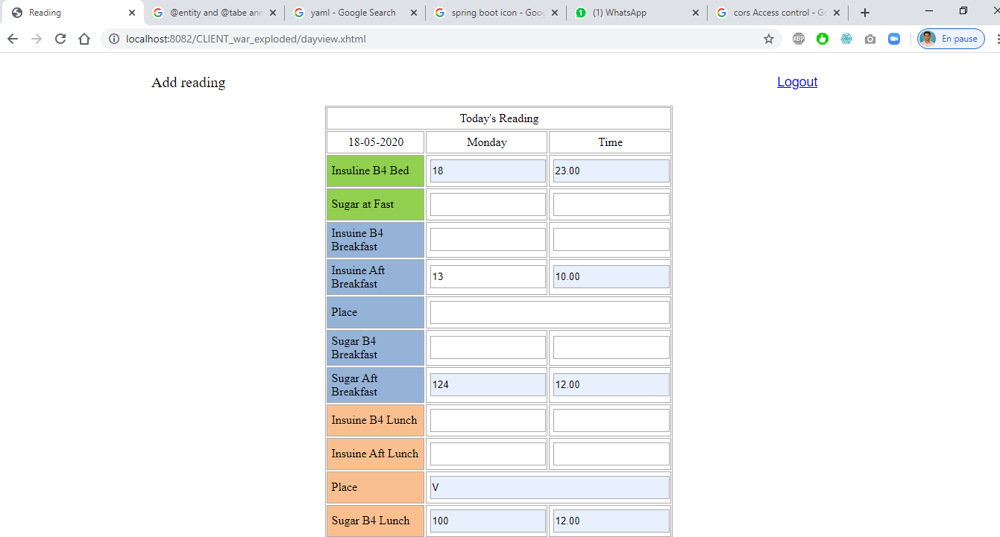 Reading
@entity and @tabe ann
yaml - Google Search
spring boot icon - Goog
(1) WhatsApp
cors Access control - Go
localhost:8082/CLIENT_war_exploded/dayview.xhtml
ABP
En pause
Add reading
Logout
Today's Reading
18-05-2020 Monday Time
Insuline B4 Bed 18 23.00
Sugar at Fast
Insuine B4
Breakfast
Insuine Aft
Breakfast 13 10.00
Place
Sugar B4
Breakfast
Sugar Aft
Breakfast 124 12.00
Insuine B4 Lunch
Insuine Aft Lunch
Place V
Sugar B4 Lunch 100 12.00